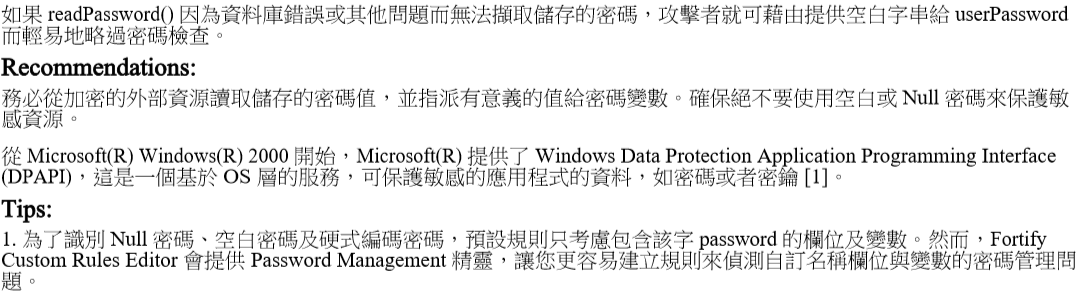 如果 readPassword() 因為資料庫錯誤或其他問題而無法擷取儲存的密碼，攻擊者就可藉由提供空白字串給 userPassword
而輕易地略過密碼檢查。
Recommendations:
務必從加密的外部資源讀取儲存的密碼值，並指派有意義的值給密碼變數。確保絕不要使用空白或 Null 密碼來保護敏
感資源。
從 Microsoft(R) Windows(R) 2000 開始，Microsoft(R) 提供了 Windows Data Protection Application Programming Interface
(DPAPI)，這是一個基於 OS 層的服務，可保護敏感的應用程式的資料，如密碼或者密鑰 [1]。
Tips:
1. 為了識別 Null 密碼、空白密碼及硬式編碼密碼，預設規則只考慮包含該字 password 的欄位及變數。然而，Fortify
Custom Rules Editor 會提供 Password Management 精靈，讓您更容易建立規則來偵測自訂名稱欄位與變數的密碼管理問
題。